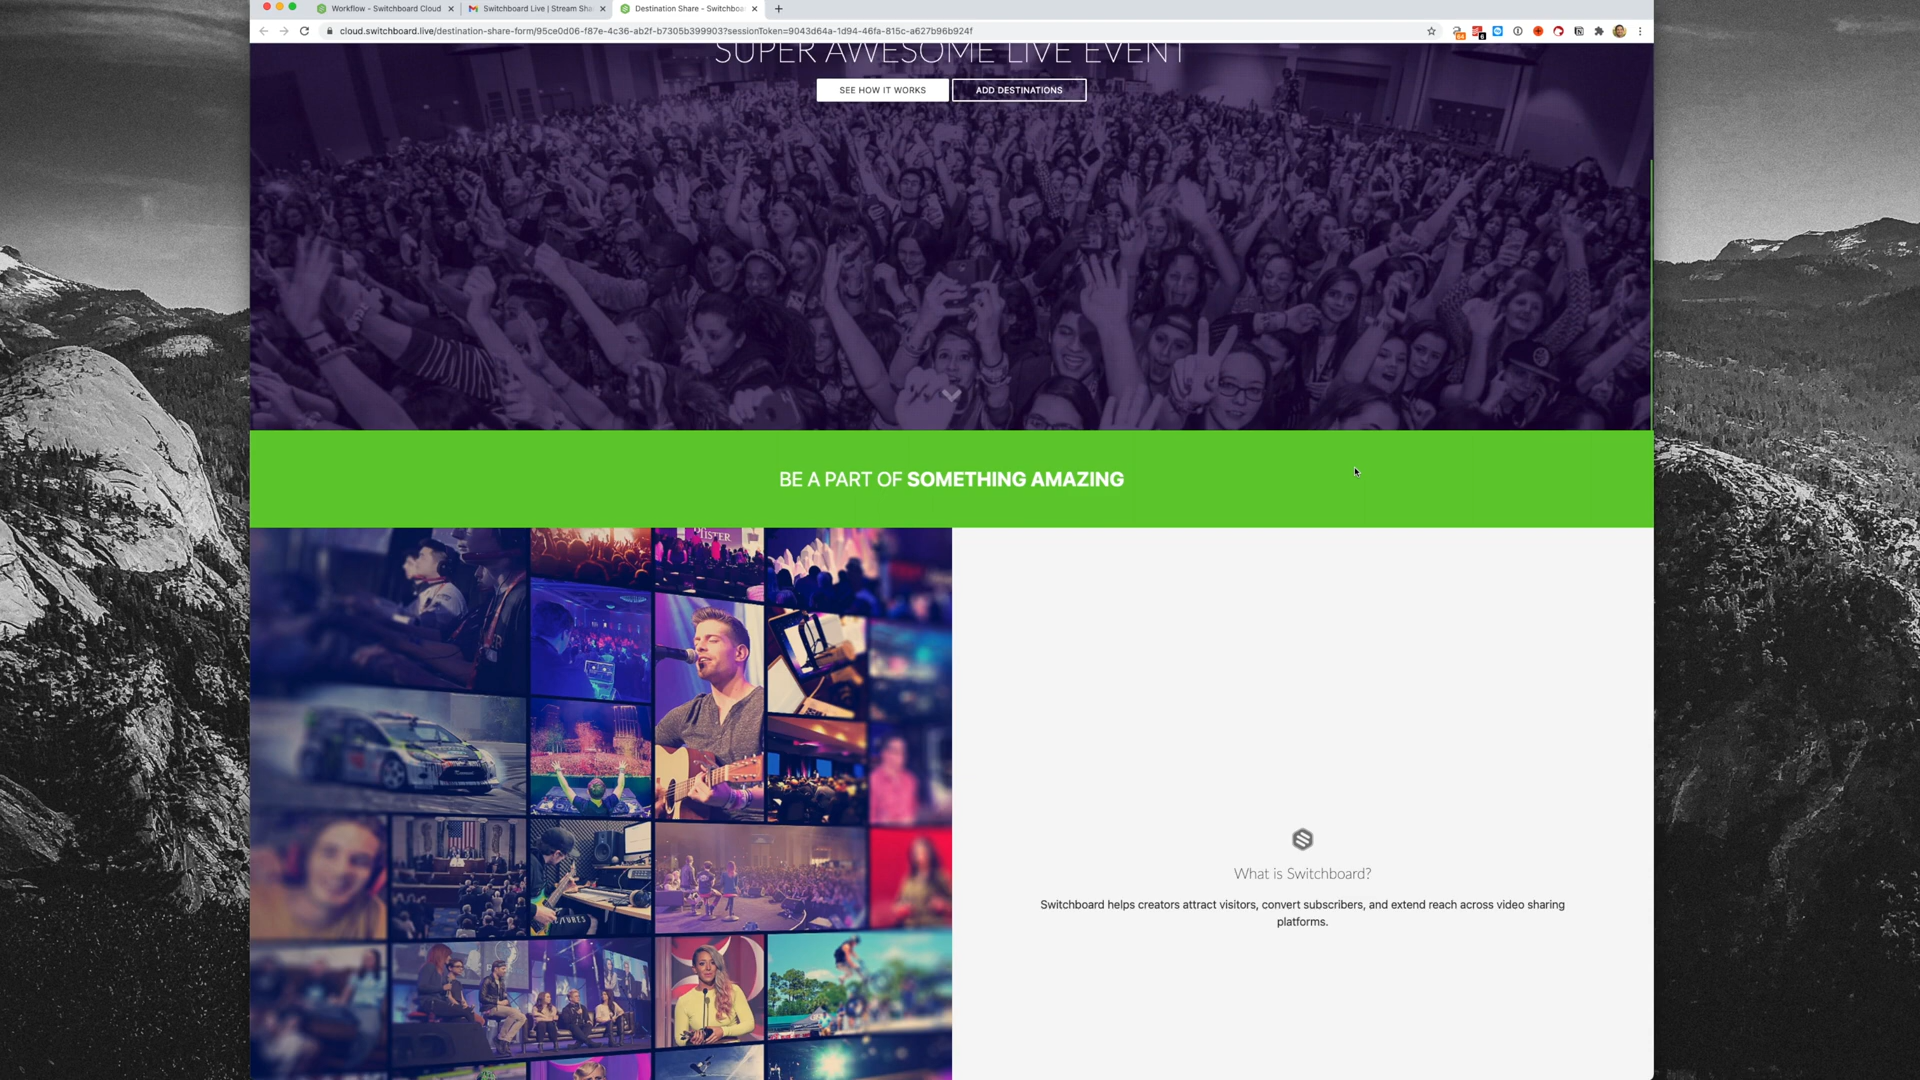 Workflow - Switchboard Cloud
Switchboard Live | Stream Sha
Destination Share - Switchboa
cloud.switchboard.live/destination-share-form/95ce0d06-f87e-4c36-ab2f-b7305b399903?sessionToken=9043d64a-1d94-46fa-815c-a627b96b924f
SUPER AWESOME LIVE EVENT
SEE HOW IT WORKS
ADD DESTINATIONS
BE A PART OF SOMETHING AMAZING
What is Switchboard?
Switchboard helps creators attract visitors, convert subscribers, and extend reach across video sharing
platforms.